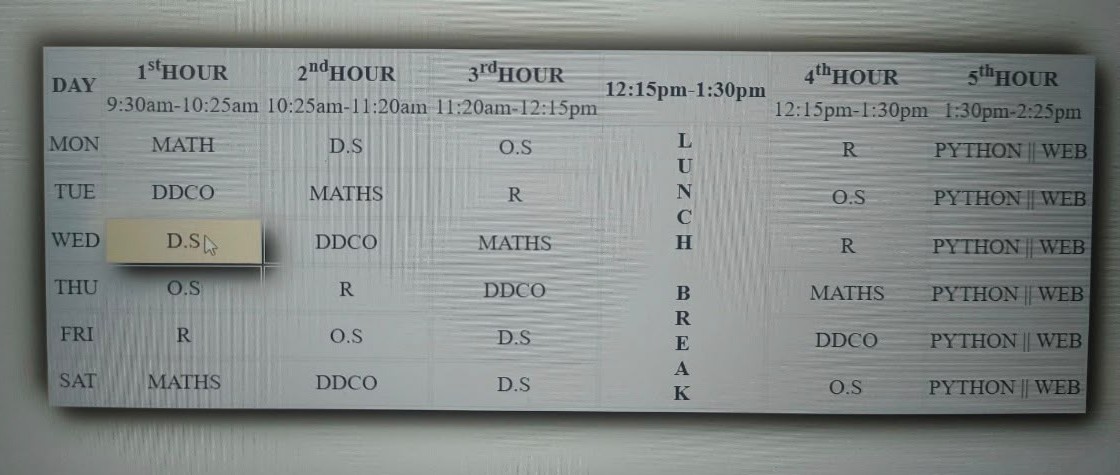 DAY 1stHOUR 2ndHOUR 3rdHOUR 12:15pm-1:30pm 4thHOUR 5thHOUR
9:30am-10:25am 10:25am-11:20am 11:20am-12:15pm 12:15pm-1:30pm 1:30pm-2:25pm
MON MATH D.S O.S R PYTHON || WEB
TUE DDCO MATHS R O.S PYTHON || WEB
WED D.S DDCO MATHS R PYTHON || WEB
THU O.S R DDCO MATHS PYTHON || WEB
FRI R O.S D.S DDCO PYTHON || WEB
SAT MATHS DDCO D.S O.S PYTHON || WEB
L
U
N
C
H
B
R
E
A
K